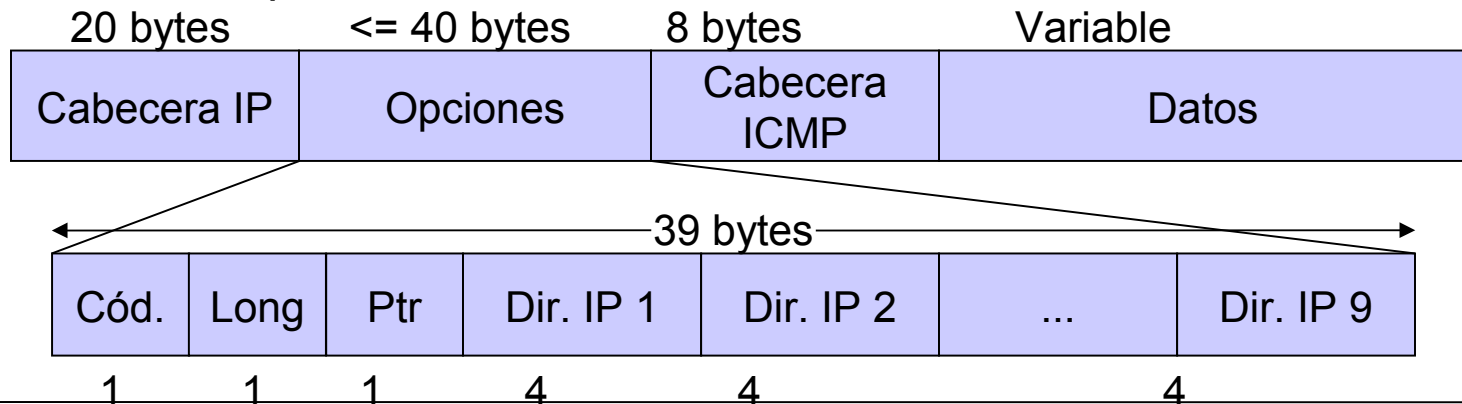 20 bytes <= 40 bytes 8 bytes Variable
Cabecera IP Opciones Cabecera ICMP Datos
39 bytes
Cód. Long Ptr Dir. IP 1 Dir. IP 2 ... Dir. IP 9
1 1 1 4 4 4